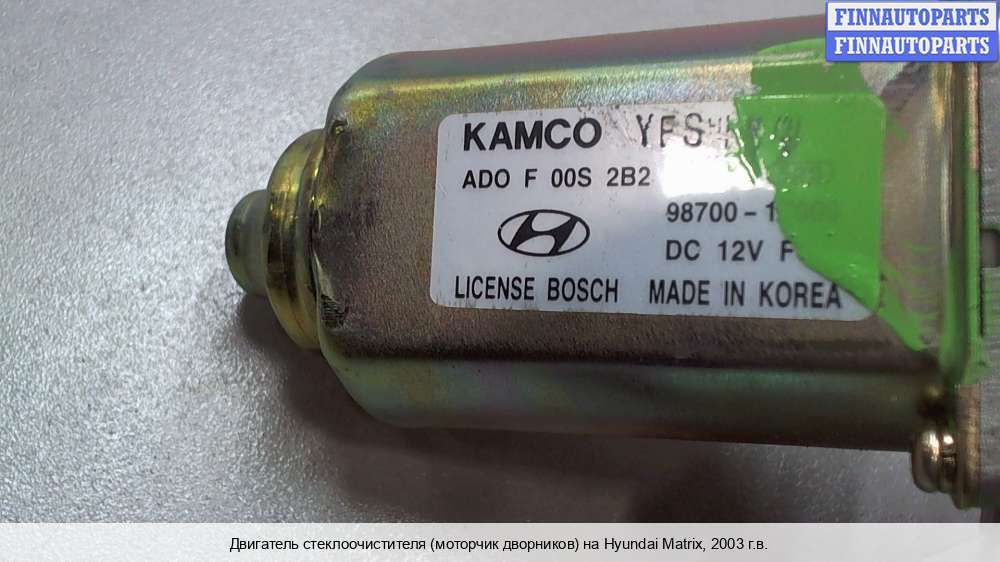 FINNAUTOPARTS
FINNAUTOPARTS
KAMCO
ADO F 00S 2B2
98700-1
DC 12V F
LICENSE BOSCH MADE IN KOREA
Двигатель стеклоочистителя (моторчик дворников) на Hyundai Matrix, 2003 г.в.